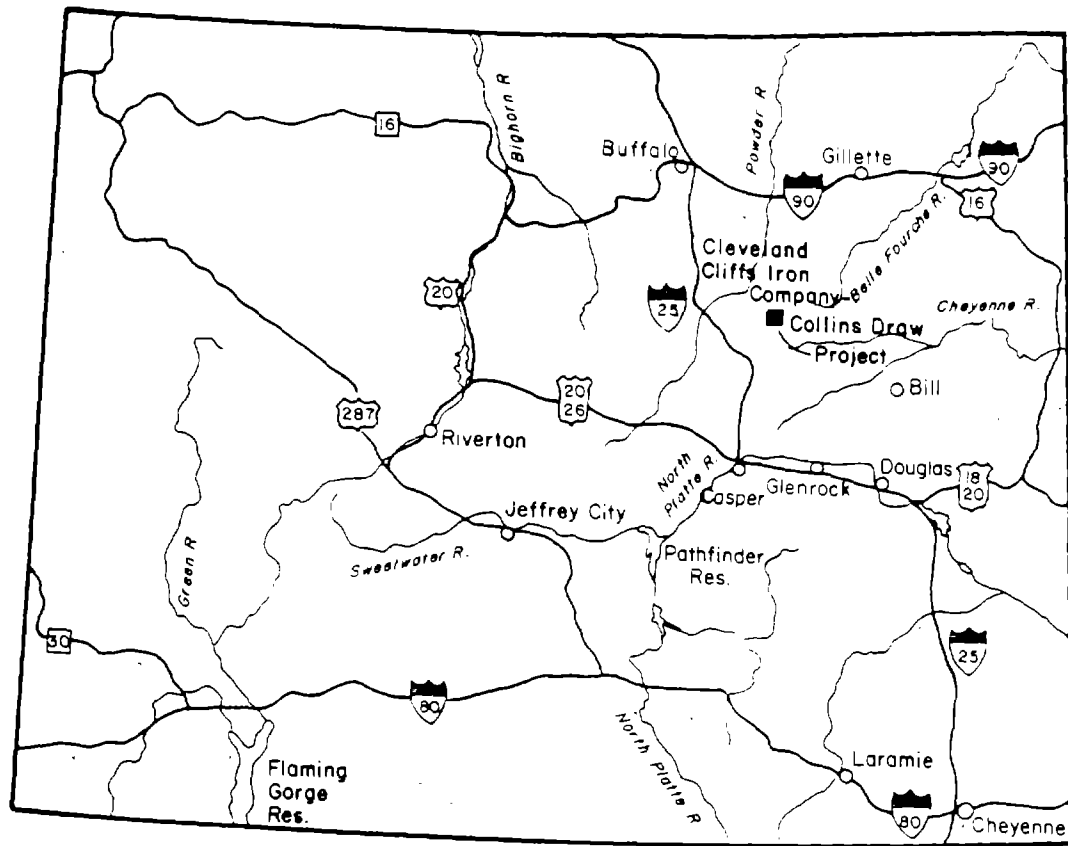 16
Bighorn R
Powder R
Buffalo
Gillette
90
90
16
Belle Fourche R.
Cleveland
Cliffs Iron
Company
20
25
Collins Draw
Project
Cheyenne R.
Bill
287
20
26
Riverton
North
Platte R.
Casper
Glenrock
Douglas
18
20
Jeffrey City
Sweetwater R.
Pathfinder
Res.
Green R
30
25
80
North Platte R
Flaming
Gorge
Res.
Laramie
80
Cheyenne